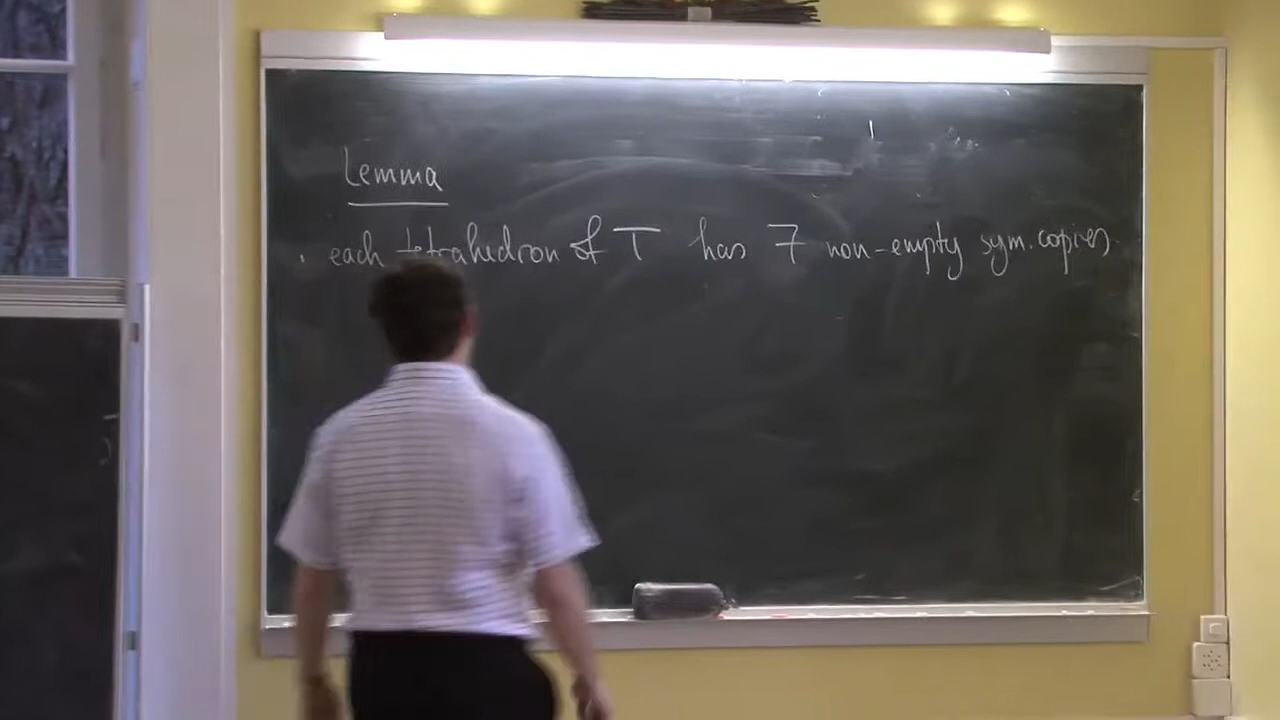 Lemma
. each tetrahedron of T has 7 non-empty sym. copies.